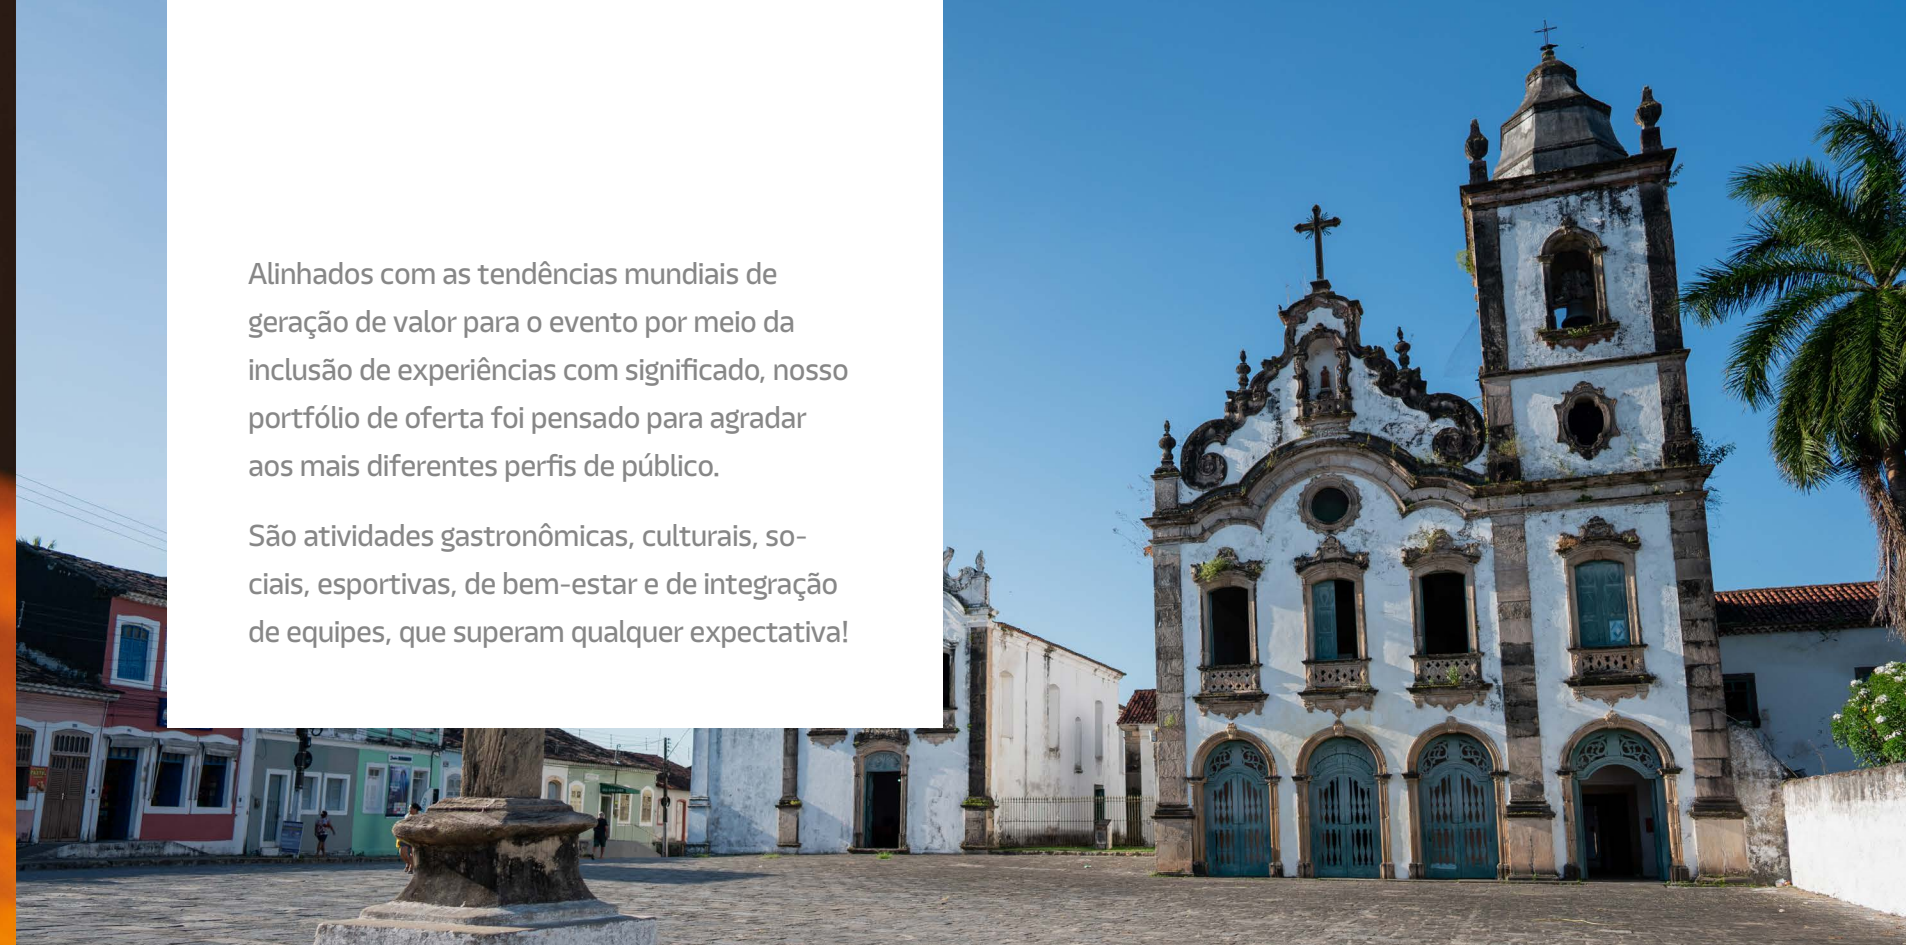 Alinhados com as tendências mundiais de
geração de valor para o evento por meio da
inclusão de experiências com significado, nosso
portfólio de oferta foi pensado para agradar
aos mais diferentes perfis de público.
São atividades gastronômicas, culturais, so-
ciais, esportivas, de bem-estar e de integração
de equipes, que superam qualquer expectativa!